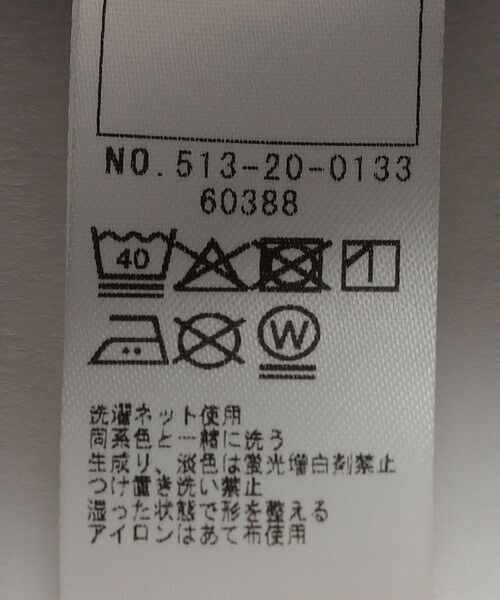 NO. 513-20-0133
60388
40
W
洗濯ネット使用
同系色と一緒に洗う
生成り、淡色は蛍光増白剤禁止
つけ置き洗い禁止
湿った状態で形を整える
アイロンはあて布使用